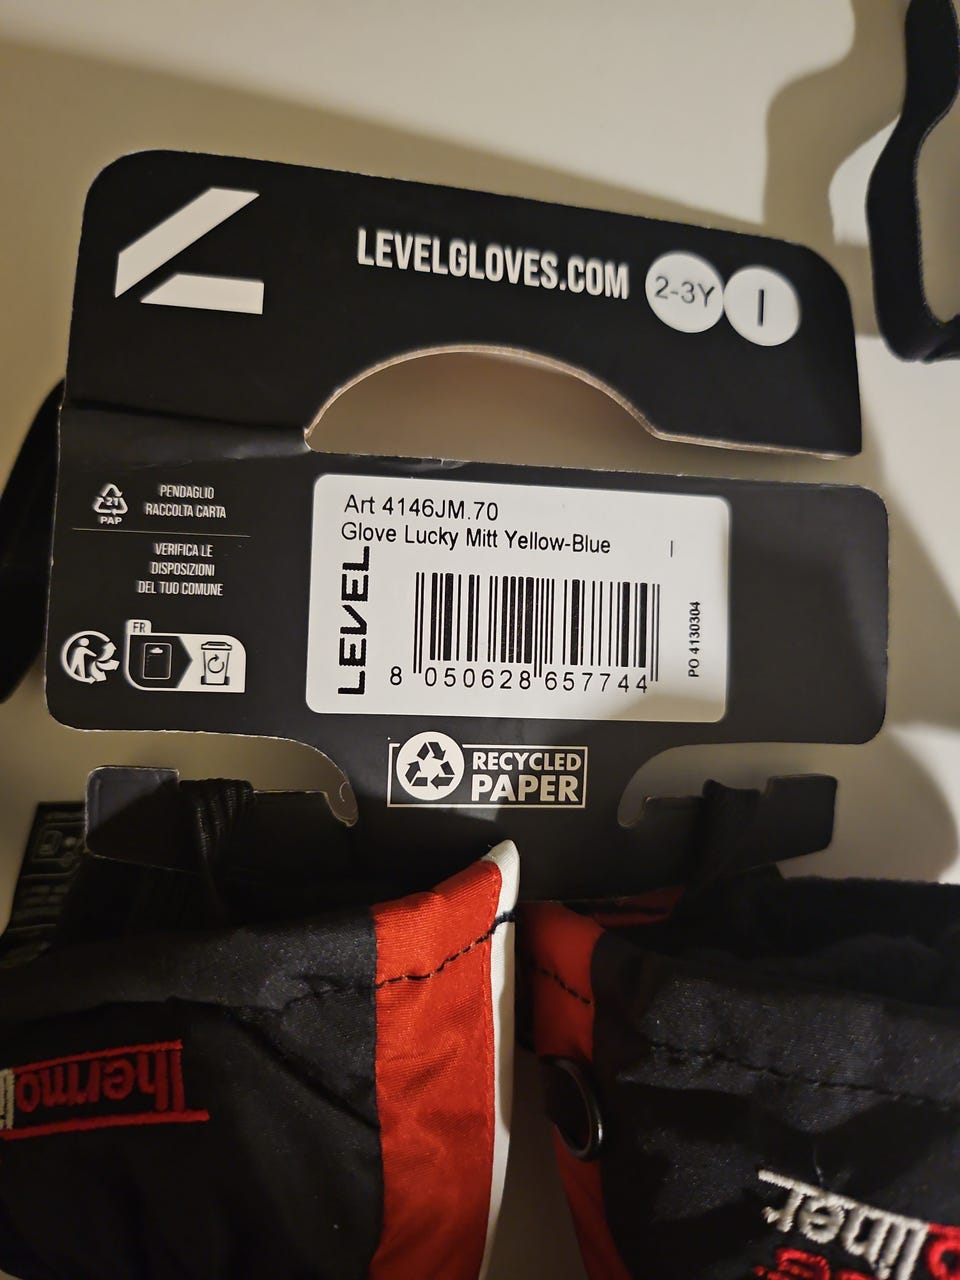 LEVELGLOVES.COM
2-3Y
I
PENDAGLIO
RACCOLTA CARTA
21
PAP
VERIFICA LE
DISPOSIZIONI
DEL TUO COMUNE
FR
Art 4146JM.70
Glove Lucky Mitt Yellow-Blue I
LEVEL
8 050628 657744
PO 4130304
RECYCLED
PAPER
Thermo
liner